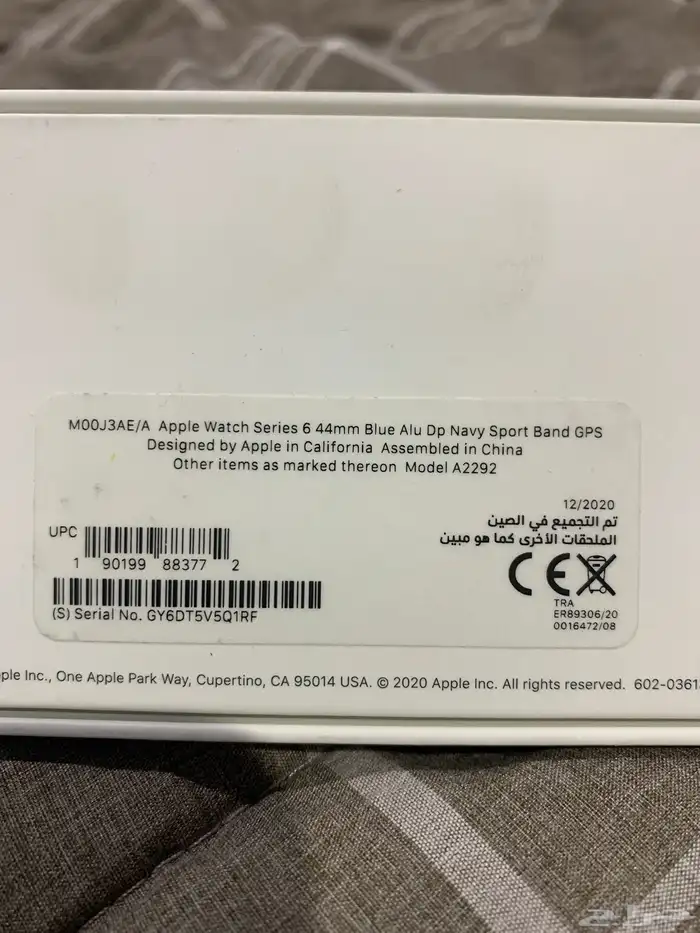 M00J3AE/A Apple Watch Series 6 44mm Blue Alu Dp Navy Sport Band GPS
Designed by Apple in California Assembled in China
Other items as marked thereon Model A2292
12/2020
تم التجميع في الصين
الملحقات الأخرى كما هو مبين
UPC
1 90199 88377 2
(S) Serial No. GY6DT5V5Q1RF
CE
TRA
ER89306/20
0016472/08
ple Inc., One Apple Park Way, Cupertino, CA 95014 USA. © 2020 Apple Inc. All rights reserved. 602-0361
حراج